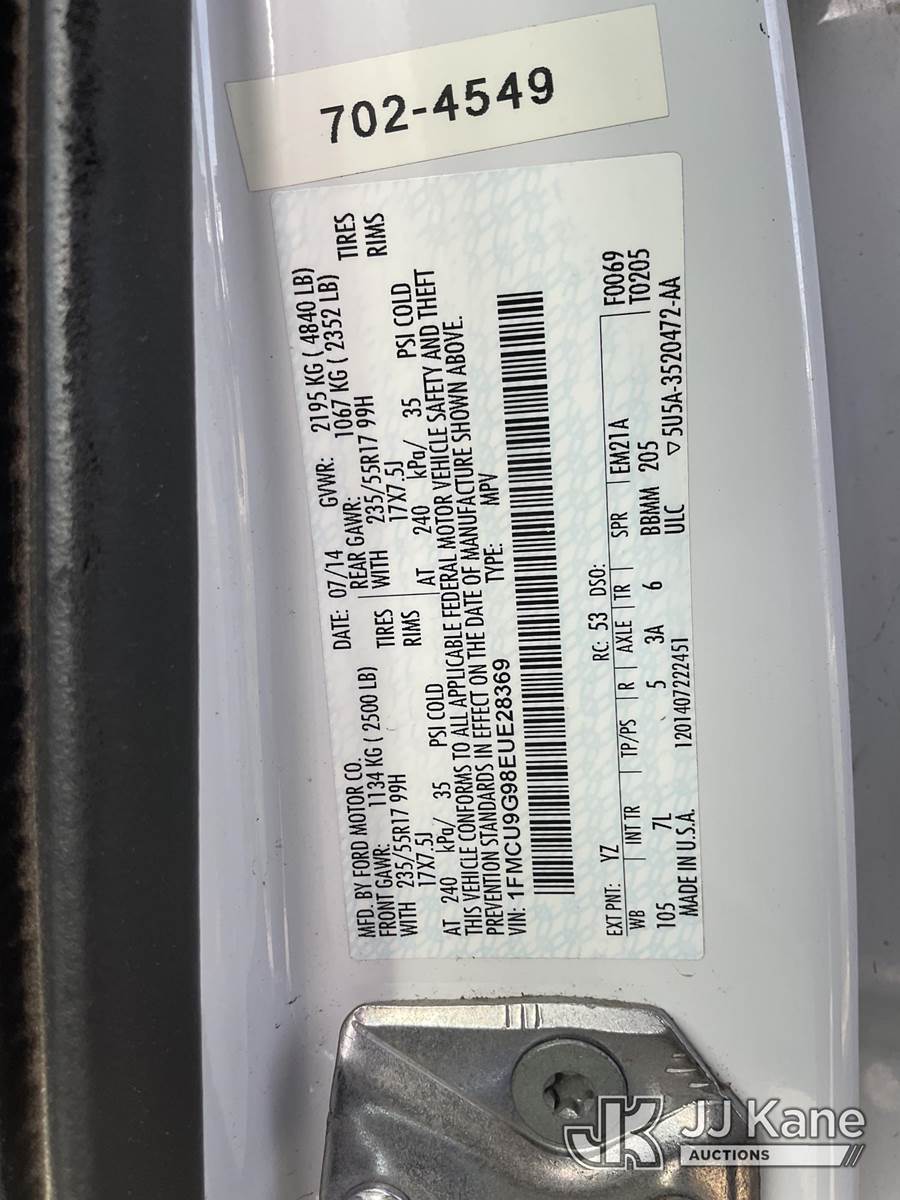 702-4549
MFD. BY FORD MOTOR CO.
DATE: 07/14 GVWR: 2195 KG ( 4840 LB)
FRONT GAWR: 1134 KG ( 2500 LB)
REAR GAWR: 1067 KG ( 2352 LB)
WITH 235/55R17 99H TIRES
WITH 235/55R17 99H TIRES
17X7.5J RIMS
17X7.5J RIMS
AT 240 kPa/ 35 PSI COLD
AT 240 kPa/ 35 PSI COLD
THIS VEHICLE CONFORMS TO ALL APPLICABLE FEDERAL MOTOR VEHICLE SAFETY AND THEFT
PREVENTION STANDARDS IN EFFECT ON THE DATE OF MANUFACTURE SHOWN ABOVE.
VIN: 1FMCU9G98EUE28369 TYPE: MPV
EXT PNT: YZ RC: 53 DSO: F0069
WB INT TR TP/PS R AXLE TR SPR EM21A T0205
105 7L 5 3A 6 BBMMM 205
MADE IN U.S.A. 1201407222451 ULC ▽ 5U5A-3520472-AA
JK JJ Kane
AUCTIONS